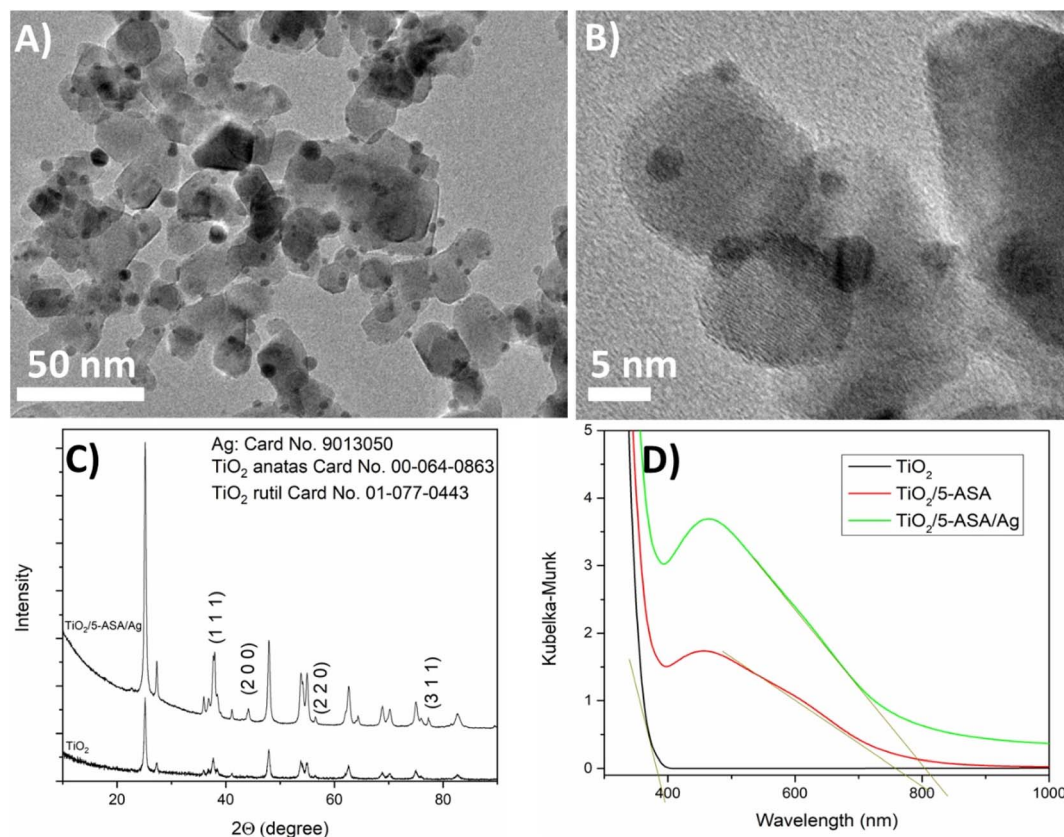 A)
50 nm
B)
5 nm
C)
Ag: Card No. 9013050
TiO2 anatas Card No. 00-064-0863
TiO2 rutil Card No. 01-077-0443
Intensity
TiO2/5-ASA/Ag
(1 1 1)
(2 0 0)
(2 2 0)
(3 1 1)
TiO2
20
40
60
80
2Θ (degree)
D)
TiO2
TiO2/5-ASA
TiO2/5-ASA/Ag
Kubelka-Munk
5
4
3
2
1
0
400
600
800
1000
Wavelength (nm)